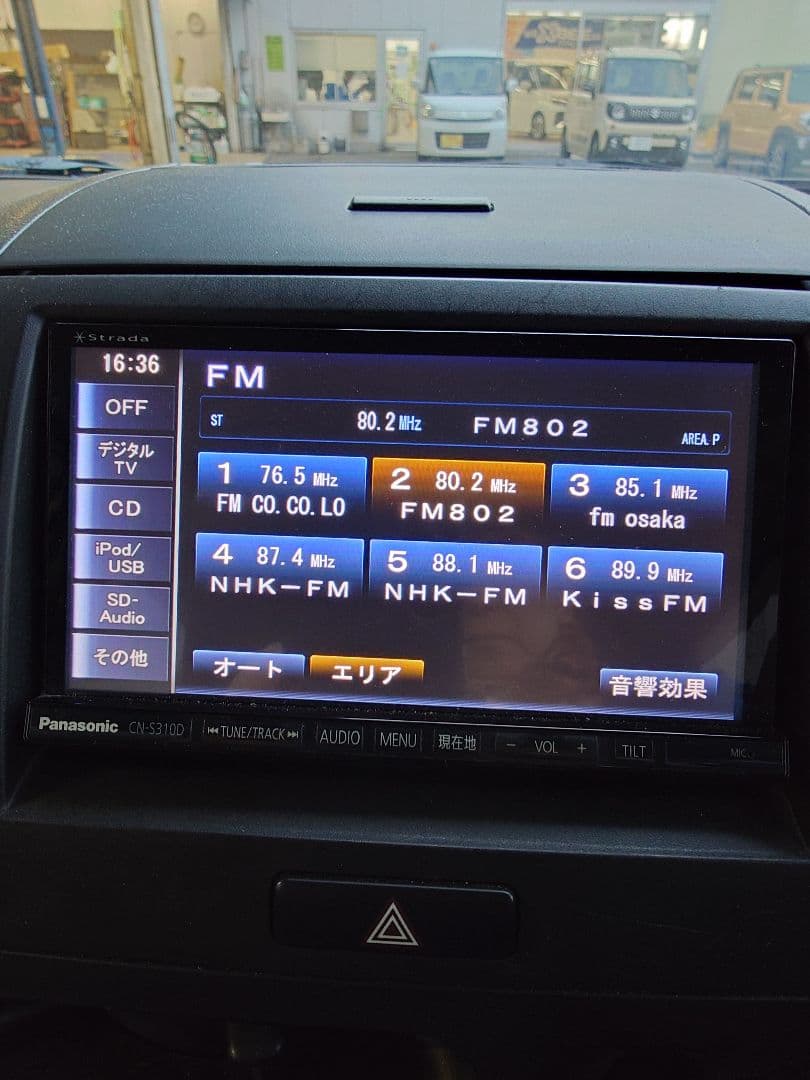 Strada
16:36
OFF
デジタル
TV
CD
iPod/
USB
SD-
Audio
その他
FM
ST 80.2MHz FM802
AREA.P
1 76.5 MHz
FM CO.CO.LO
2 80.2 MHz
FM802
3 85.1 MHz
fm osaka
4 87.4 MHz
NHK-FM
5 88.1 MHz
NHK-FM
6 89.9 MHz
KissFM
オート
エリア
音響効果
Panasonic CN-S310D TUNE/TRACK AUDIO MENU 現在地 - VOL + TILT MIC